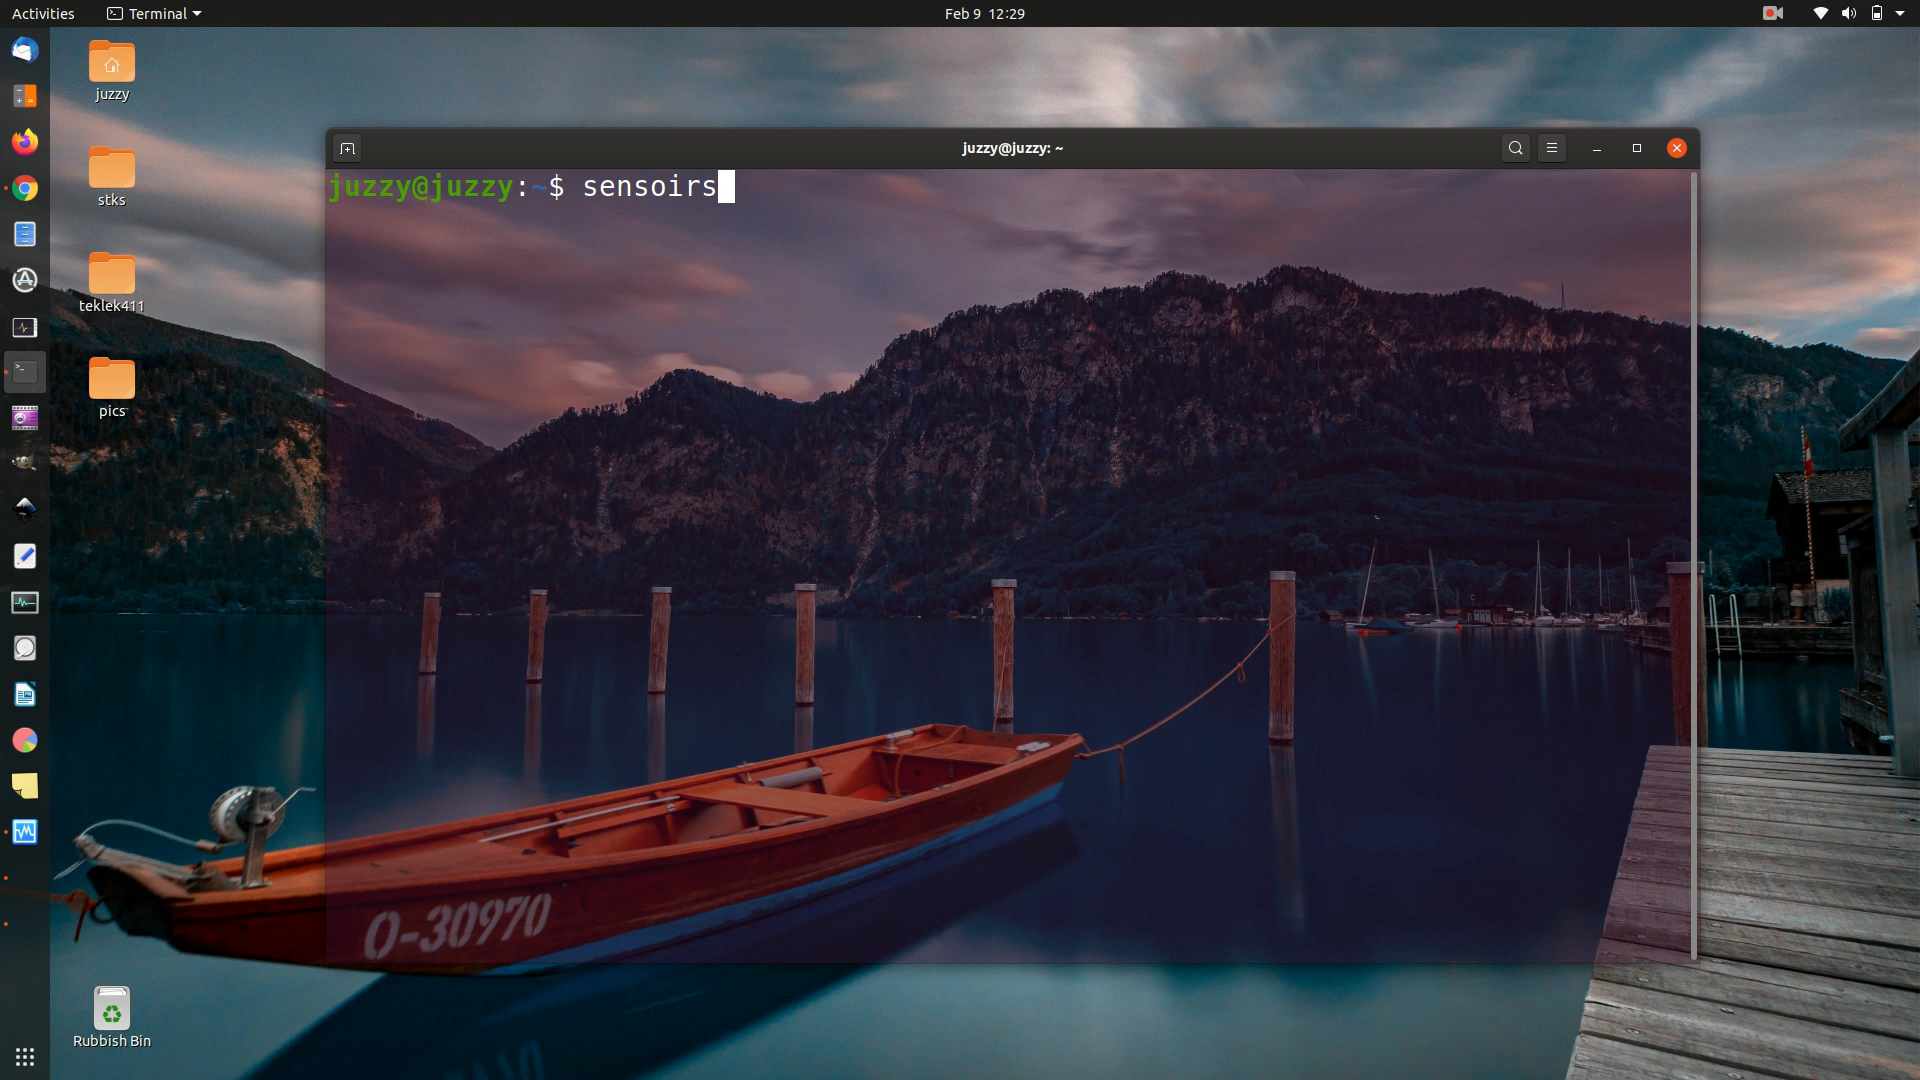 Activities
Terminal
Feb 9 12:29
juzzy
stks
teklek411
pics
Rubbish Bin
juzzy@juzzy: ~
juzzy@juzzy:~$ sensoirs
O-30970